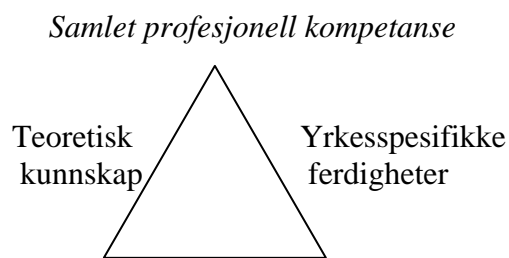 Samlet profesjonell kompetanse
Teoretisk
kunnskap
Yrkesspesifikke
ferdigheter